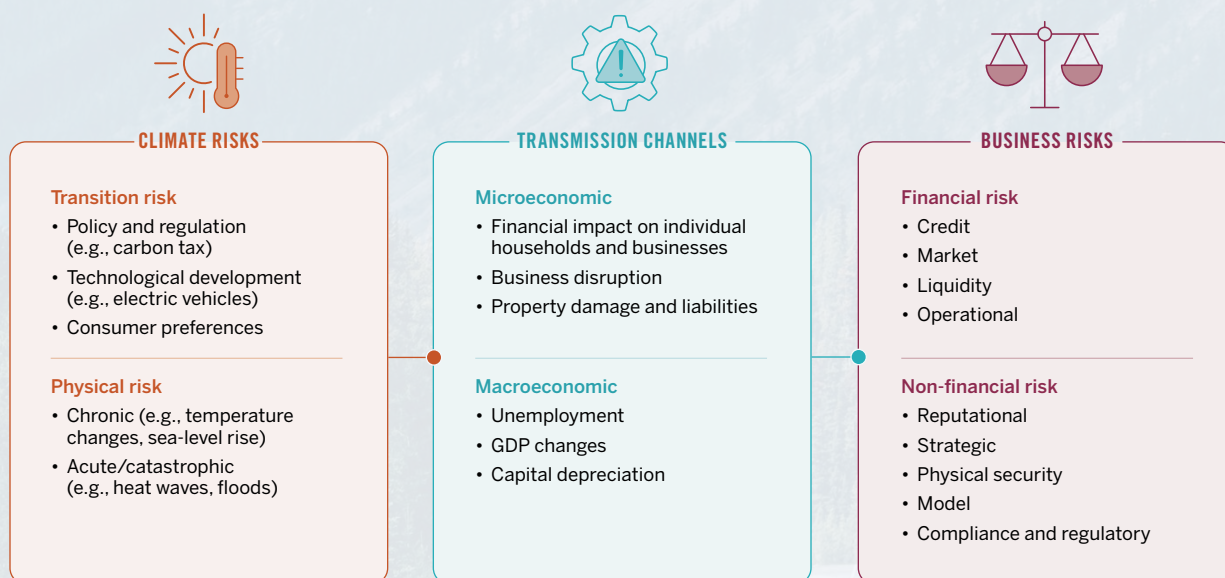 CLIMATE RISKS
Transition risk
• Policy and regulation
(e.g., carbon tax)
• Technological development
(e.g., electric vehicles)
• Consumer preferences
Physical risk
• Chronic (e.g., temperature
changes, sea-level rise)
• Acute/catastrophic
(e.g., heat waves, floods)
TRANSMISSION CHANNELS
Microeconomic
• Financial impact on individual
households and businesses
• Business disruption
• Property damage and liabilities
Macroeconomic
• Unemployment
• GDP changes
• Capital depreciation
BUSINESS RISKS
Financial risk
• Credit
• Market
• Liquidity
• Operational
Non-financial risk
• Reputational
• Strategic
• Physical security
• Model
• Compliance and regulatory